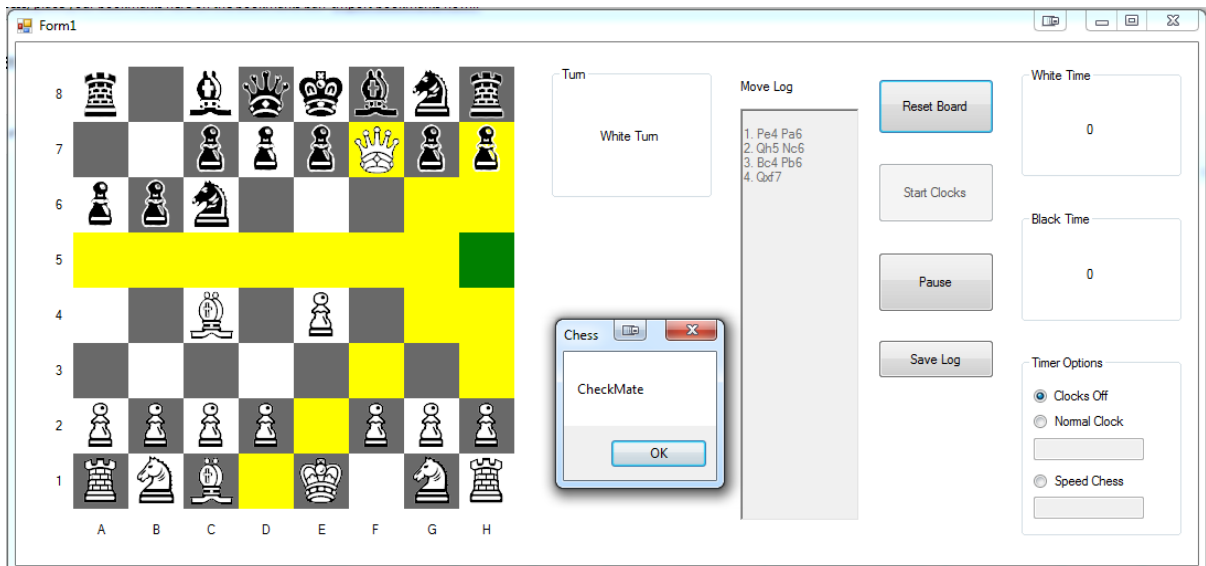 Form1
8
7
6
5
4
3
2
1
A B C D E F G H
Turn
White Turn
Move Log
1. Pe4 Pa6
2. Qh5 Nc6
3. Bc4 Pb6
4. Qxf7
Reset Board
Start Clocks
Pause
Save Log
White Time
0
Black Time
0
Timer Options
Clocks Off
Normal Clock
Speed Chess
Chess
CheckMate
OK